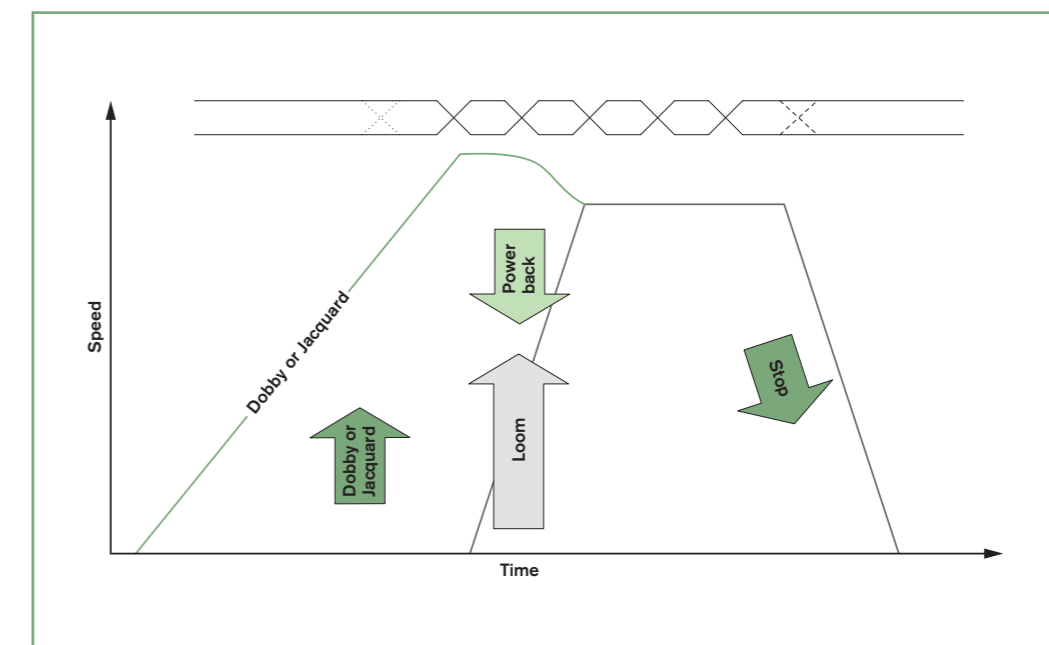 Speed
Dobby or Jacquard
Dobby or
Jacquard
Power
back
Loom
Stop
Time